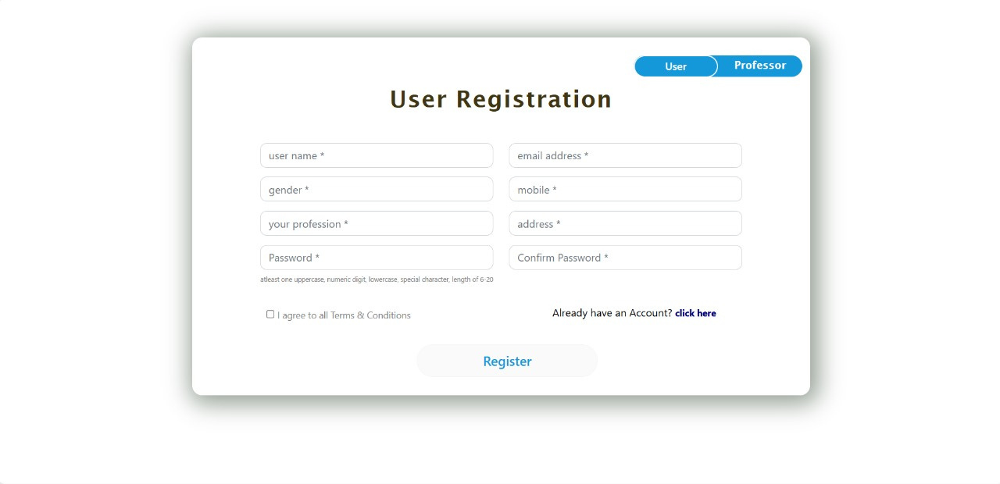 User Professor
User Registration
user name * email address *
gender * mobile *
your profession * address *
Password * Confirm Password *
atleast one uppercase, numeric digit, lowercase, special character, length of 6-20
I agree to all Terms & Conditions Already have an Account? click here
Register